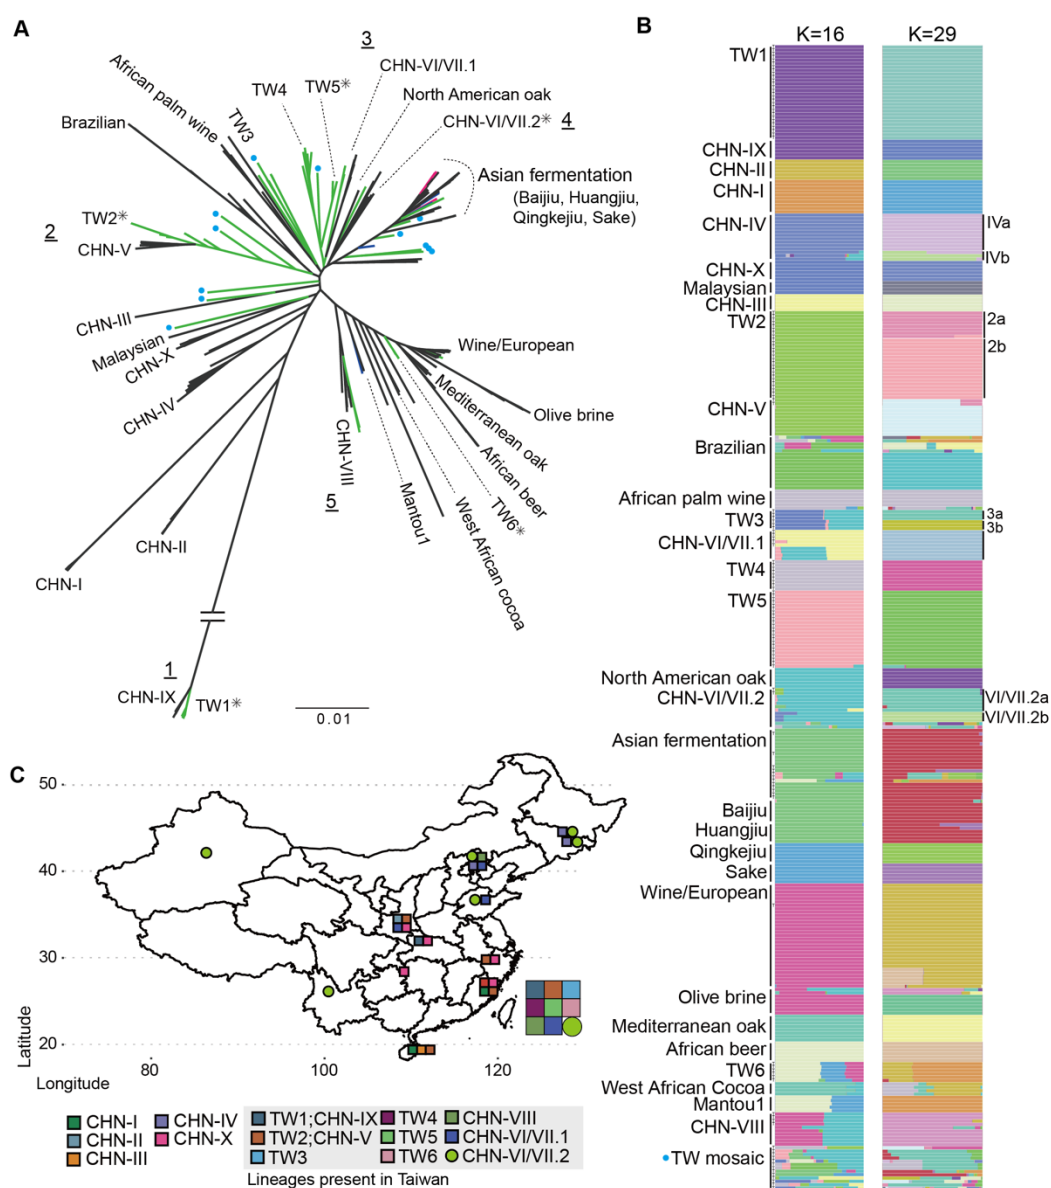 A
3
CHN-VI/VII.1
African palm wine
TW3
TW4
TW5*
North American oak
CHN-VI/VII.2*
4
Brazilian
Asian fermentation
(Baijiu, Huangjiu,
Qingkejiu, Sake)
TW2*
2
CHN-V
CHN-III
Malaysian
CHN-X
CHN-IV
Wine/European
Mediterranean oak
Olive brine
African beer
TW6*
West African cocoa
Mantou1
CHN-VIII
5
CHN-II
CHN-I
1
CHN-IX
TW1*
0.01
B
K=16
K=29
TW1
CHN-IX
CHN-II
CHN-I
CHN-IV
IVa
IVb
CHN-X
Malaysian
CHN-III
TW2
2a
2b
CHN-V
Brazilian
African palm wine
TW3
3a
3b
CHN-VI/VII.1
TW4
TW5
North American oak
CHN-VI/VII.2
VI/VII.2a
VI/VII.2b
Asian fermentation
Baijiu
Huangjiu
Qingkejiu
Sake
Wine/European
Olive brine
Mediterranean oak
African beer
TW6
West African Cocoa
Mantou1
CHN-VIII
TW mosaic
C
50
40
30
20
Latitude
Longitude
80
100
120
CHN-I
CHN-II
CHN-III
CHN-IV
CHN-X
TW1;CHN-IX
TW2;CHN-V
TW3
TW4
TW5
TW6
CHN-VIII
CHN-VI/VII.1
CHN-VI/VII.2
Lineages present in Taiwan